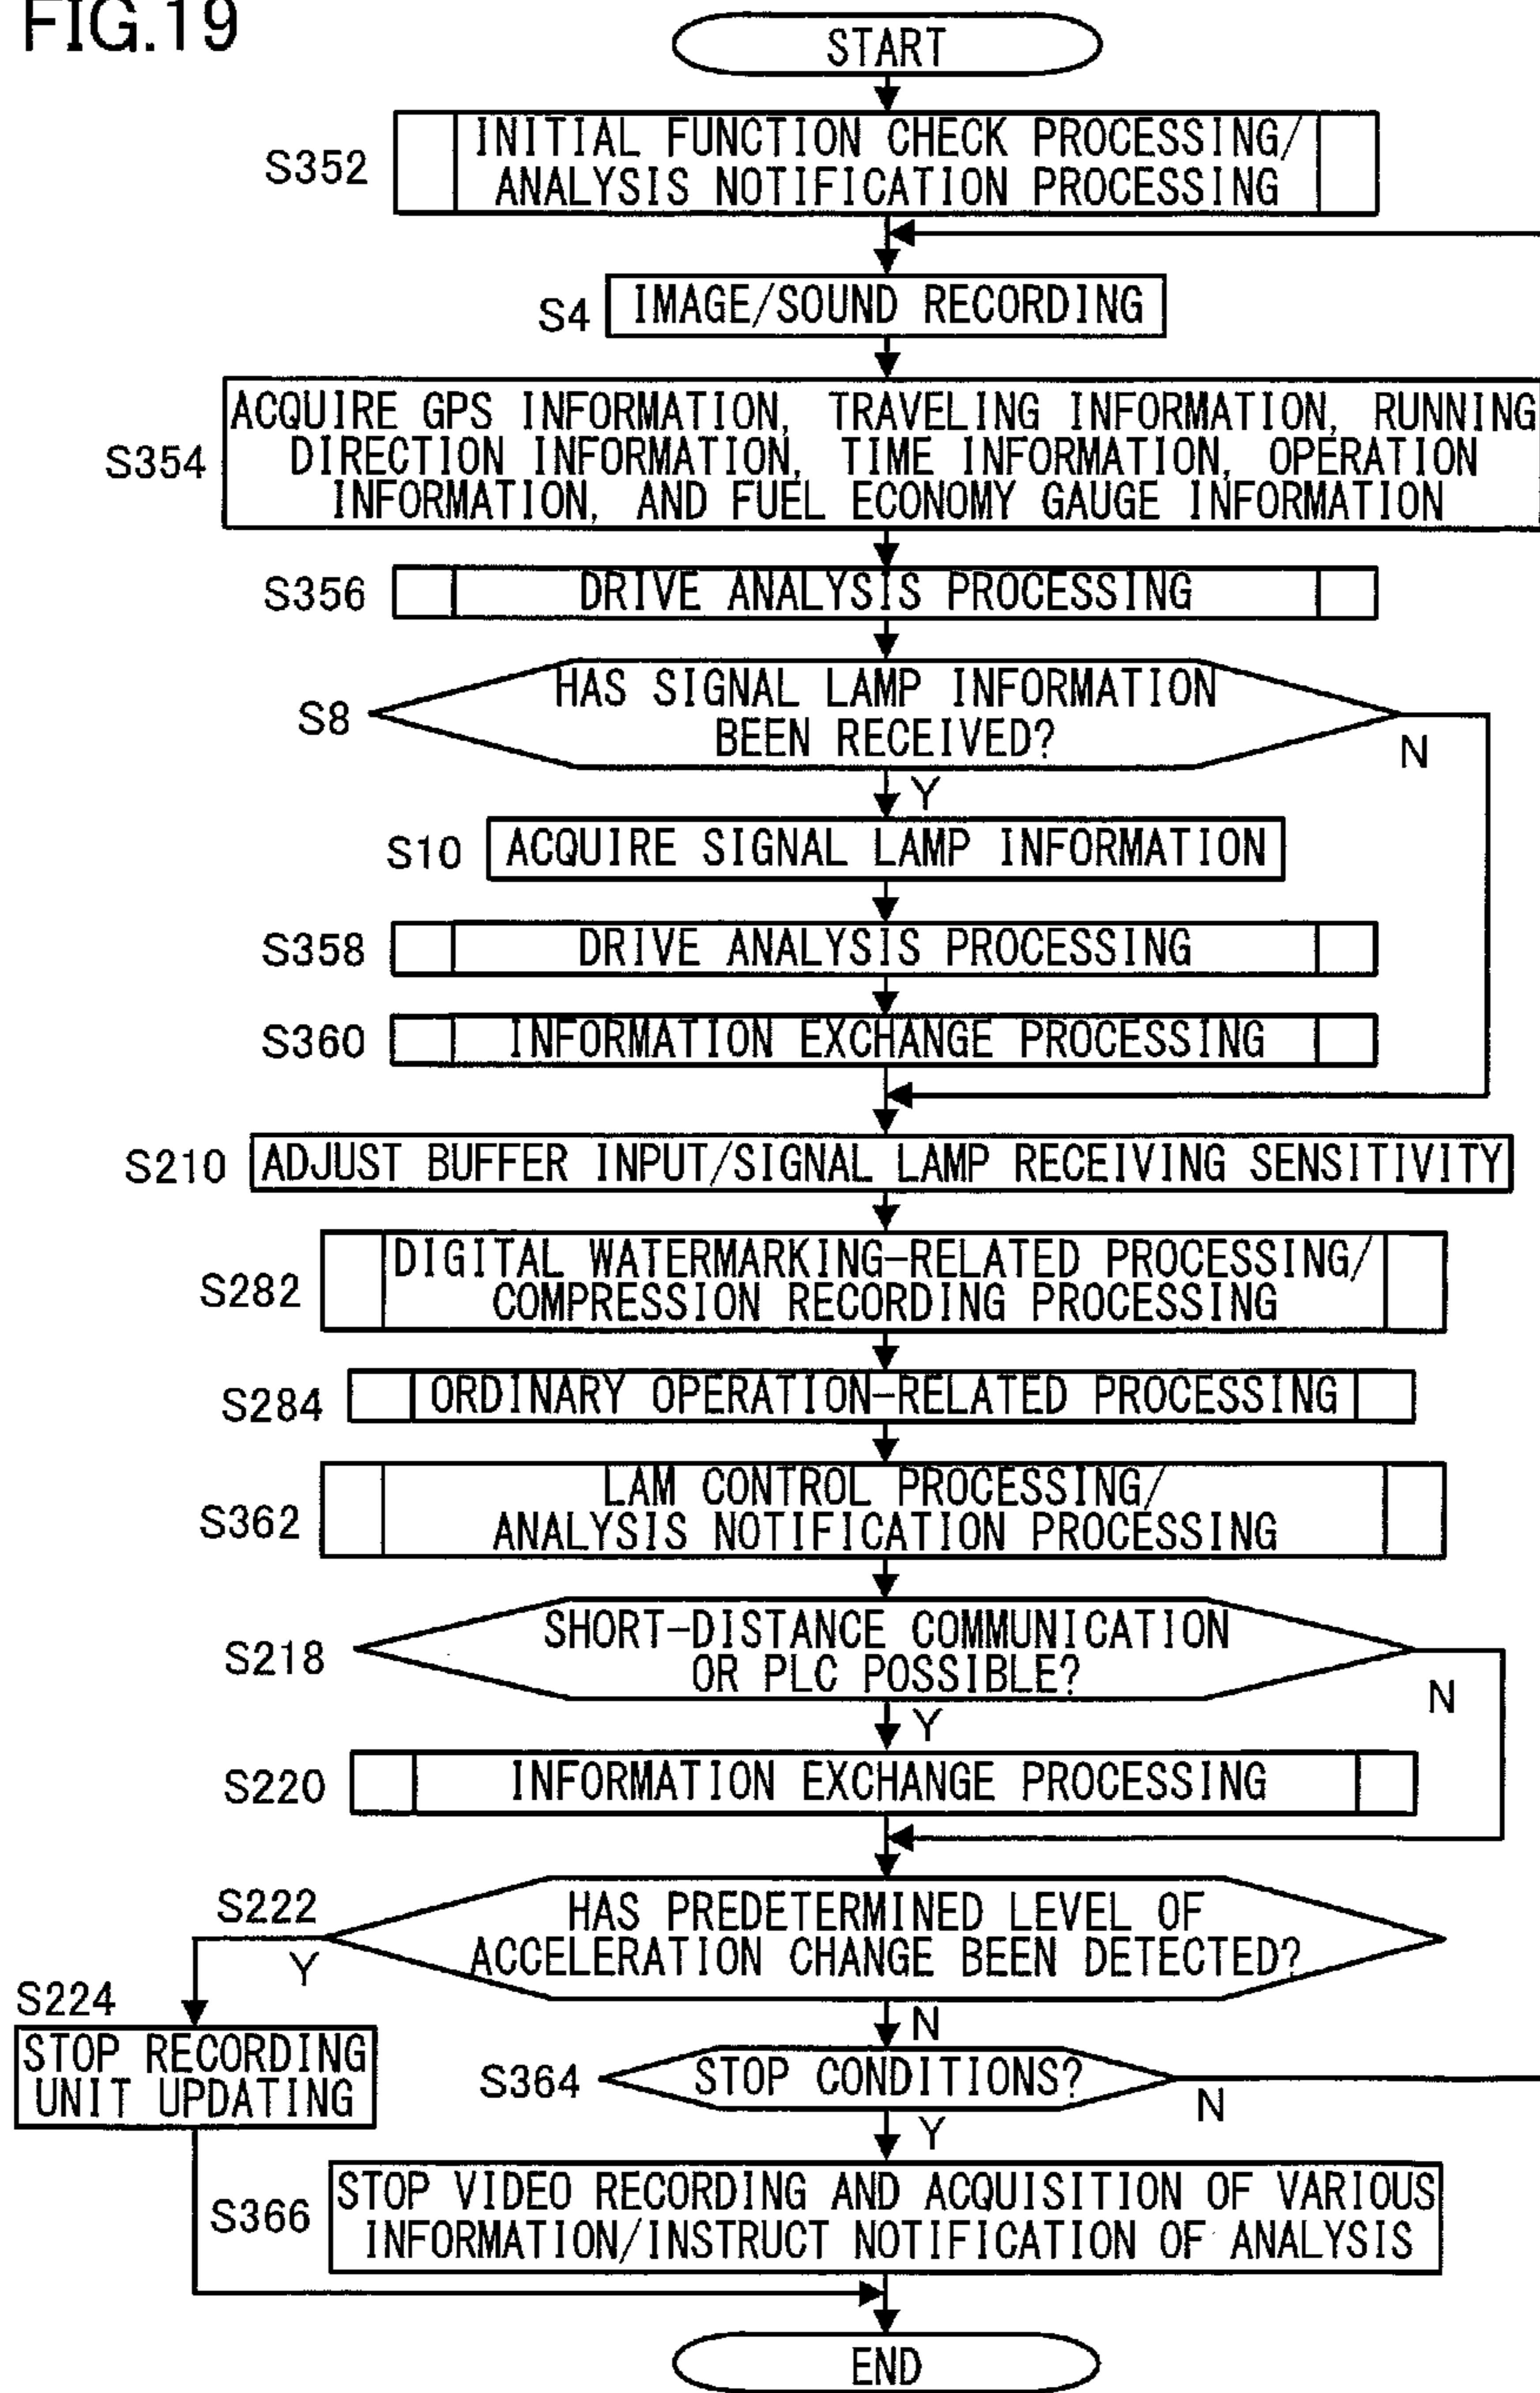 FIG.19
START
S352
INITIAL FUNCTION CHECK PROCESSING/
ANALYSIS NOTIFICATION PROCESSING
S4
IMAGE/SOUND RECORDING
S354
ACQUIRE GPS INFORMATION, TRAVELING INFORMATION, RUNNING
DIRECTION INFORMATION, TIME INFORMATION, OPERATION
INFORMATION, AND FUEL ECONOMY GAUGE INFORMATION
S356
DRIVE ANALYSIS PROCESSING
S8
HAS SIGNAL LAMP INFORMATION
BEEN RECEIVED?
N
Y
S10
ACQUIRE SIGNAL LAMP INFORMATION
S358
DRIVE ANALYSIS PROCESSING
S360
INFORMATION EXCHANGE PROCESSING
S210
ADJUST BUFFER INPUT/SIGNAL LAMP RECEIVING SENSITIVITY
S282
DIGITAL WATERMARKING-RELATED PROCESSING/
COMPRESSION RECORDING PROCESSING
S284
ORDINARY OPERATION-RELATED PROCESSING
S362
LAM CONTROL PROCESSING/
ANALYSIS NOTIFICATION PROCESSING
S218
SHORT-DISTANCE COMMUNICATION
OR PLC POSSIBLE?
N
Y
S220
INFORMATION EXCHANGE PROCESSING
S222
HAS PREDETERMINED LEVEL OF
ACCELERATION CHANGE BEEN DETECTED?
Y
N
S224
STOP RECORDING
UNIT UPDATING
S364
STOP CONDITIONS?
N
Y
S366
STOP VIDEO RECORDING AND ACQUISITION OF VARIOUS
INFORMATION/INSTRUCT NOTIFICATION OF ANALYSIS
END